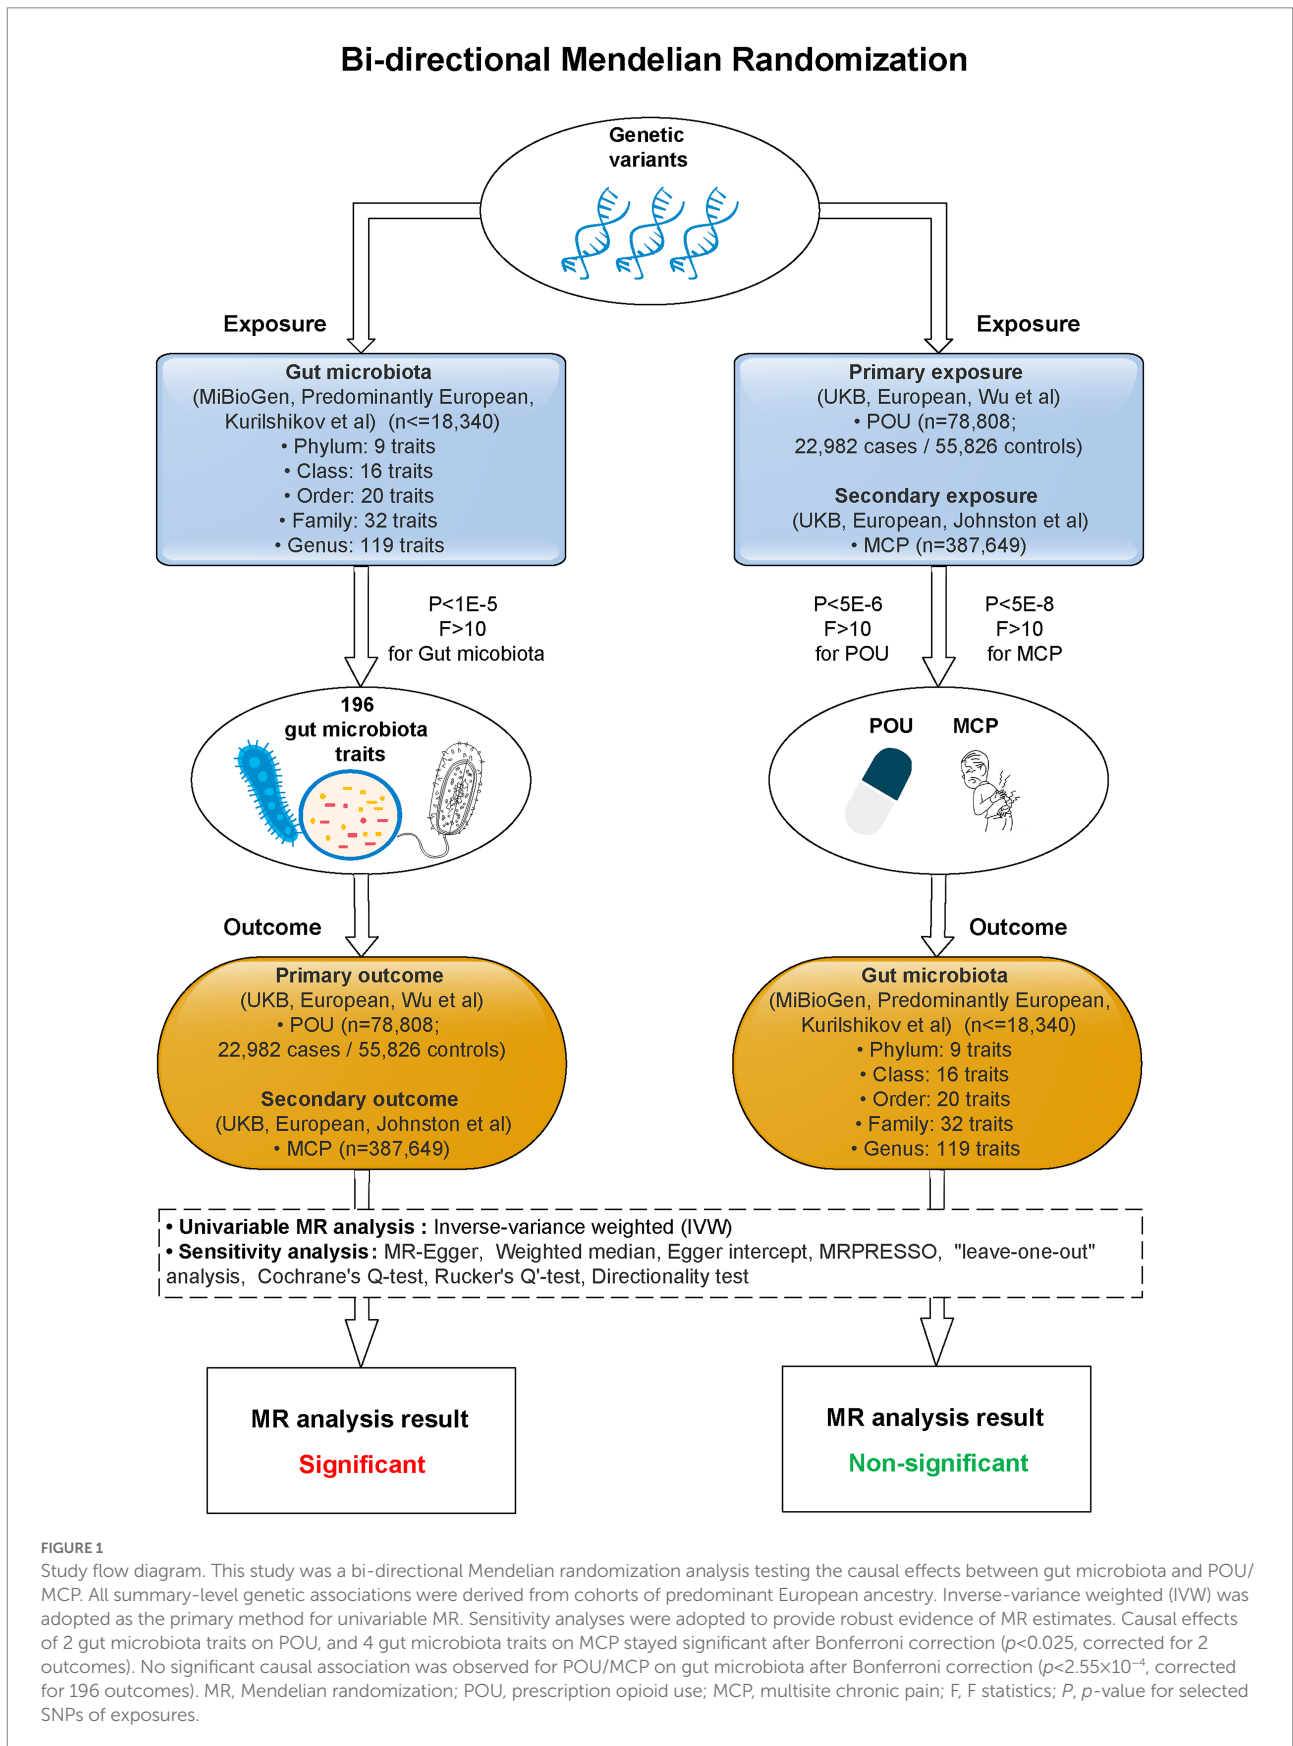 Bi-directional Mendelian Randomization
Genetic
variants
Exposure
Exposure
Gut microbiota
(MiBioGen, Predominantly European,
Kurilshikov et al) (n<=18,340)
• Phylum: 9 traits
• Class: 16 traits
• Order: 20 traits
• Family: 32 traits
• Genus: 119 traits
Primary exposure
(UKB, European, Wu et al)
• POU (n=78,808;
22,982 cases / 55,826 controls)
Secondary exposure
(UKB, European, Johnston et al)
• MCP (n=387,649)
P<1E-5
F>10
for Gut micobiota
P<5E-6
F>10
for POU
P<5E-8
F>10
for MCP
196
gut microbiota
traits
POU
MCP
Outcome
Outcome
Primary outcome
(UKB, European, Wu et al)
• POU (n=78,808;
22,982 cases / 55,826 controls)
Secondary outcome
(UKB, European, Johnston et al)
• MCP (n=387,649)
Gut microbiota
(MiBioGen, Predominantly European,
Kurilshikov et al) (n<=18,340)
• Phylum: 9 traits
• Class: 16 traits
• Order: 20 traits
• Family: 32 traits
• Genus: 119 traits
• Univariable MR analysis : Inverse-variance weighted (IVW)
• Sensitivity analysis : MR-Egger, Weighted median, Egger intercept, MRPRESSO, "leave-one-out"
analysis, Cochrane's Q-test, Rucker's Q'-test, Directionality test
MR analysis result
Significant
MR analysis result
Non-significant
FIGURE 1
Study flow diagram. This study was a bi-directional Mendelian randomization analysis testing the causal effects between gut microbiota and POU/
MCP. All summary-level genetic associations were derived from cohorts of predominant European ancestry. Inverse-variance weighted (IVW) was
adopted as the primary method for univariable MR. Sensitivity analyses were adopted to provide robust evidence of MR estimates. Causal effects
of 2 gut microbiota traits on POU, and 4 gut microbiota traits on MCP stayed significant after Bonferroni correction (p<0.025, corrected for 2
outcomes). No significant causal association was observed for POU/MCP on gut microbiota after Bonferroni correction (p<2.55×10⁻⁴, corrected
for 196 outcomes). MR, Mendelian randomization; POU, prescription opioid use; MCP, multisite chronic pain; F, F statistics; P, p-value for selected
SNPs of exposures.